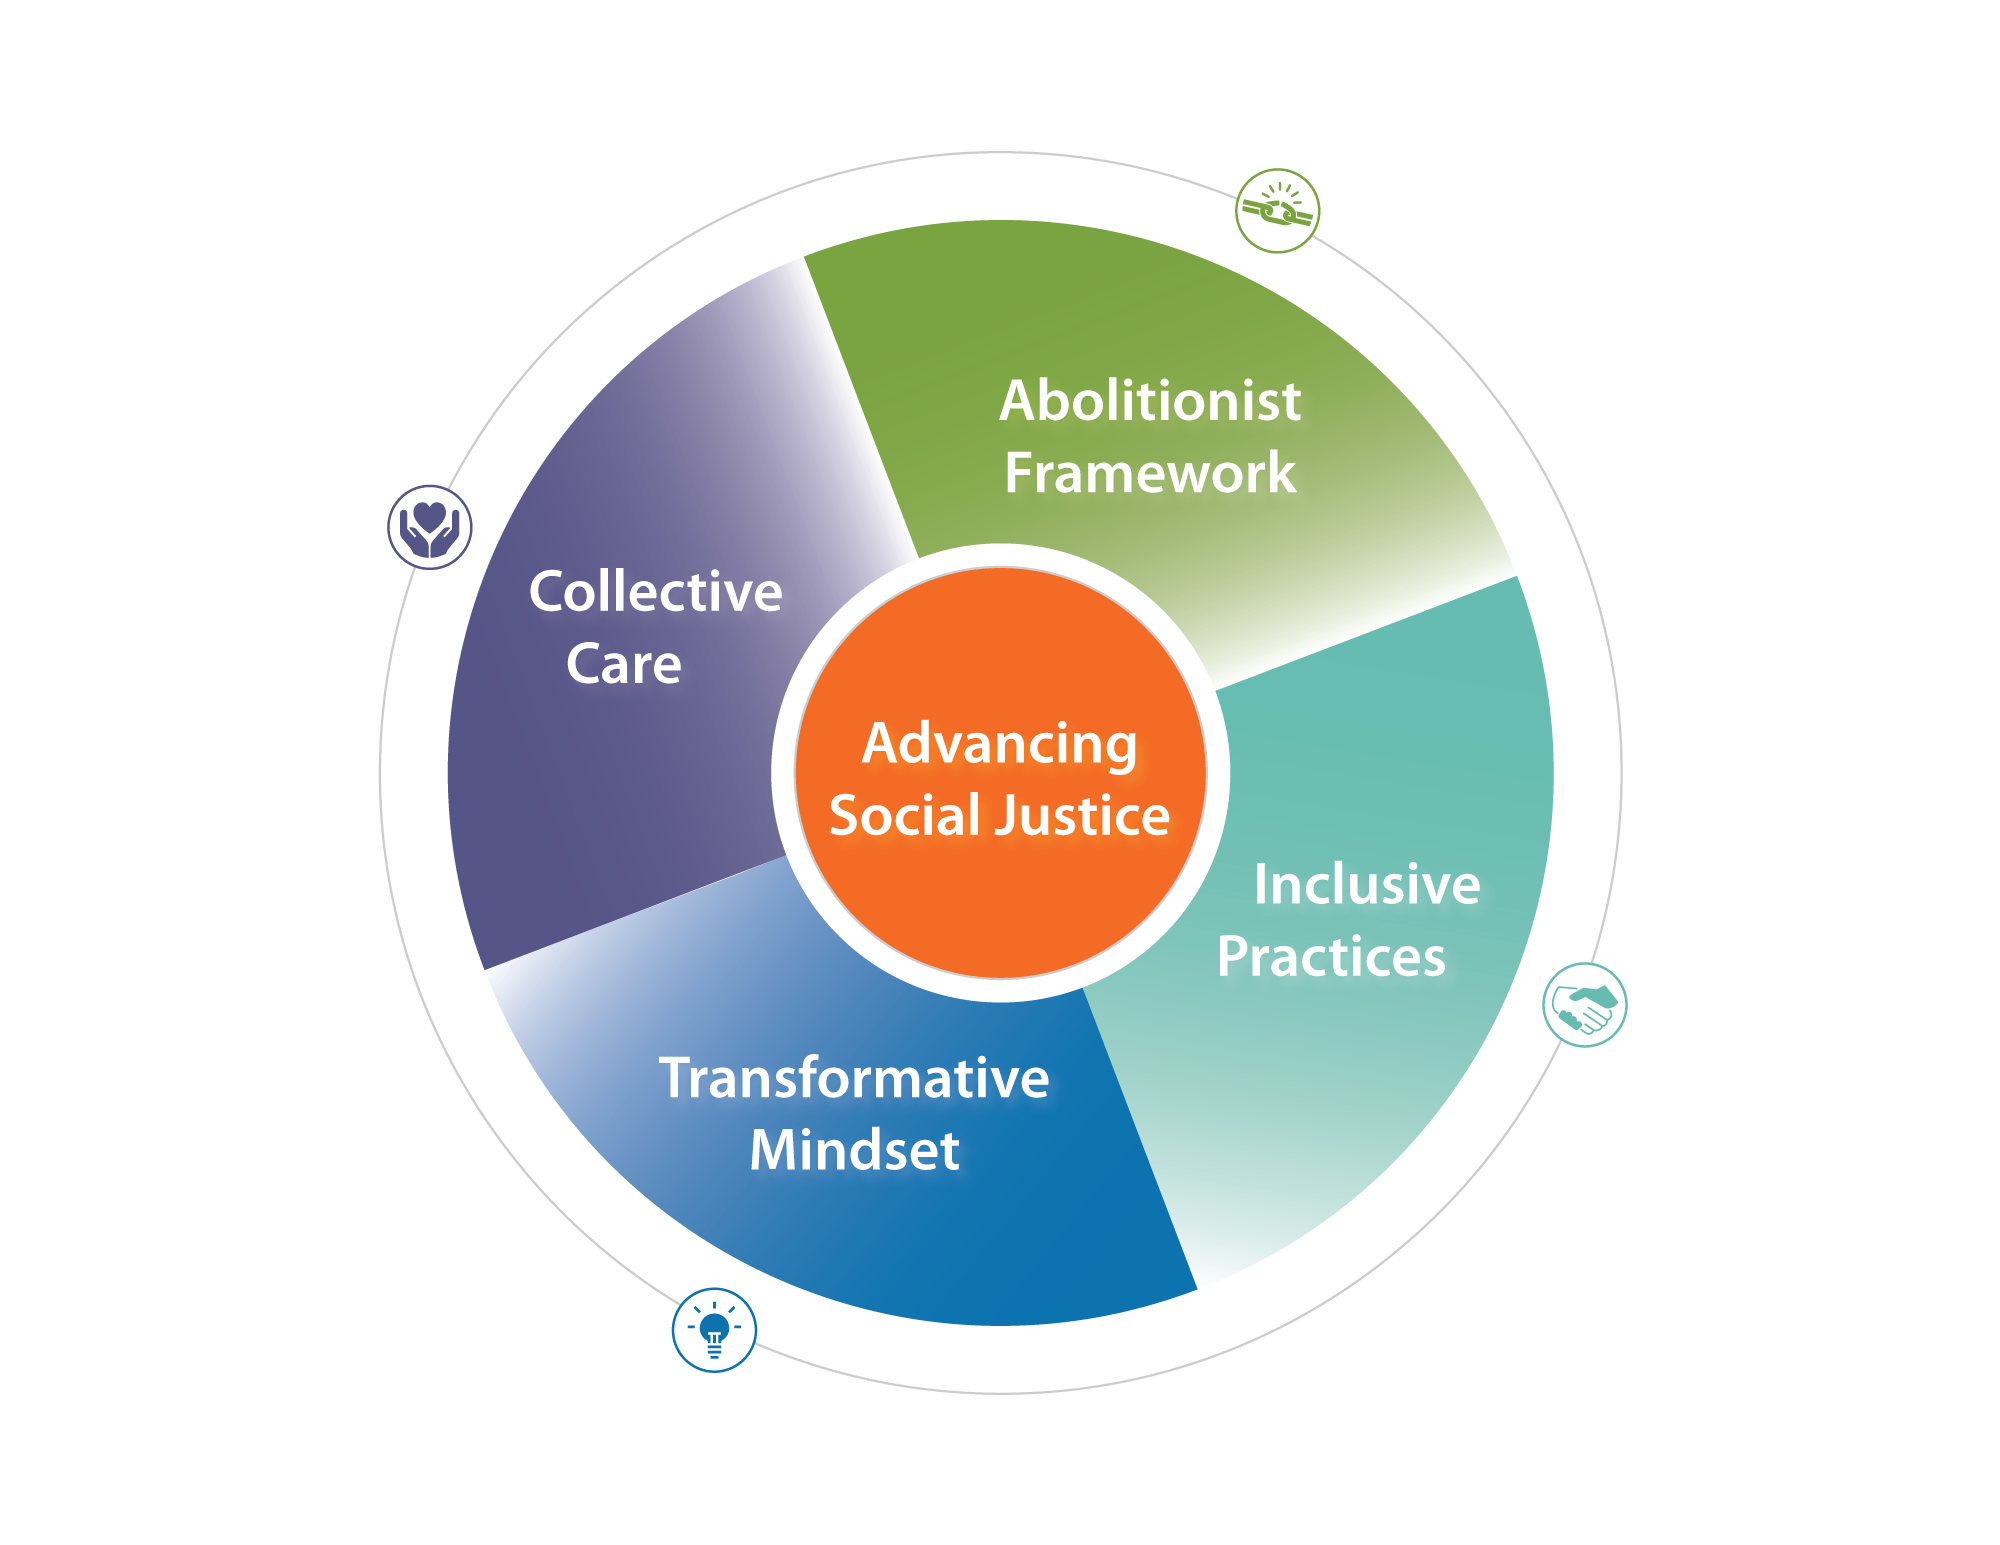 Abolitionist
Framework
Collective
Care
Advancing
Social Justice
Inclusive
Practices
Transformative
Mindset